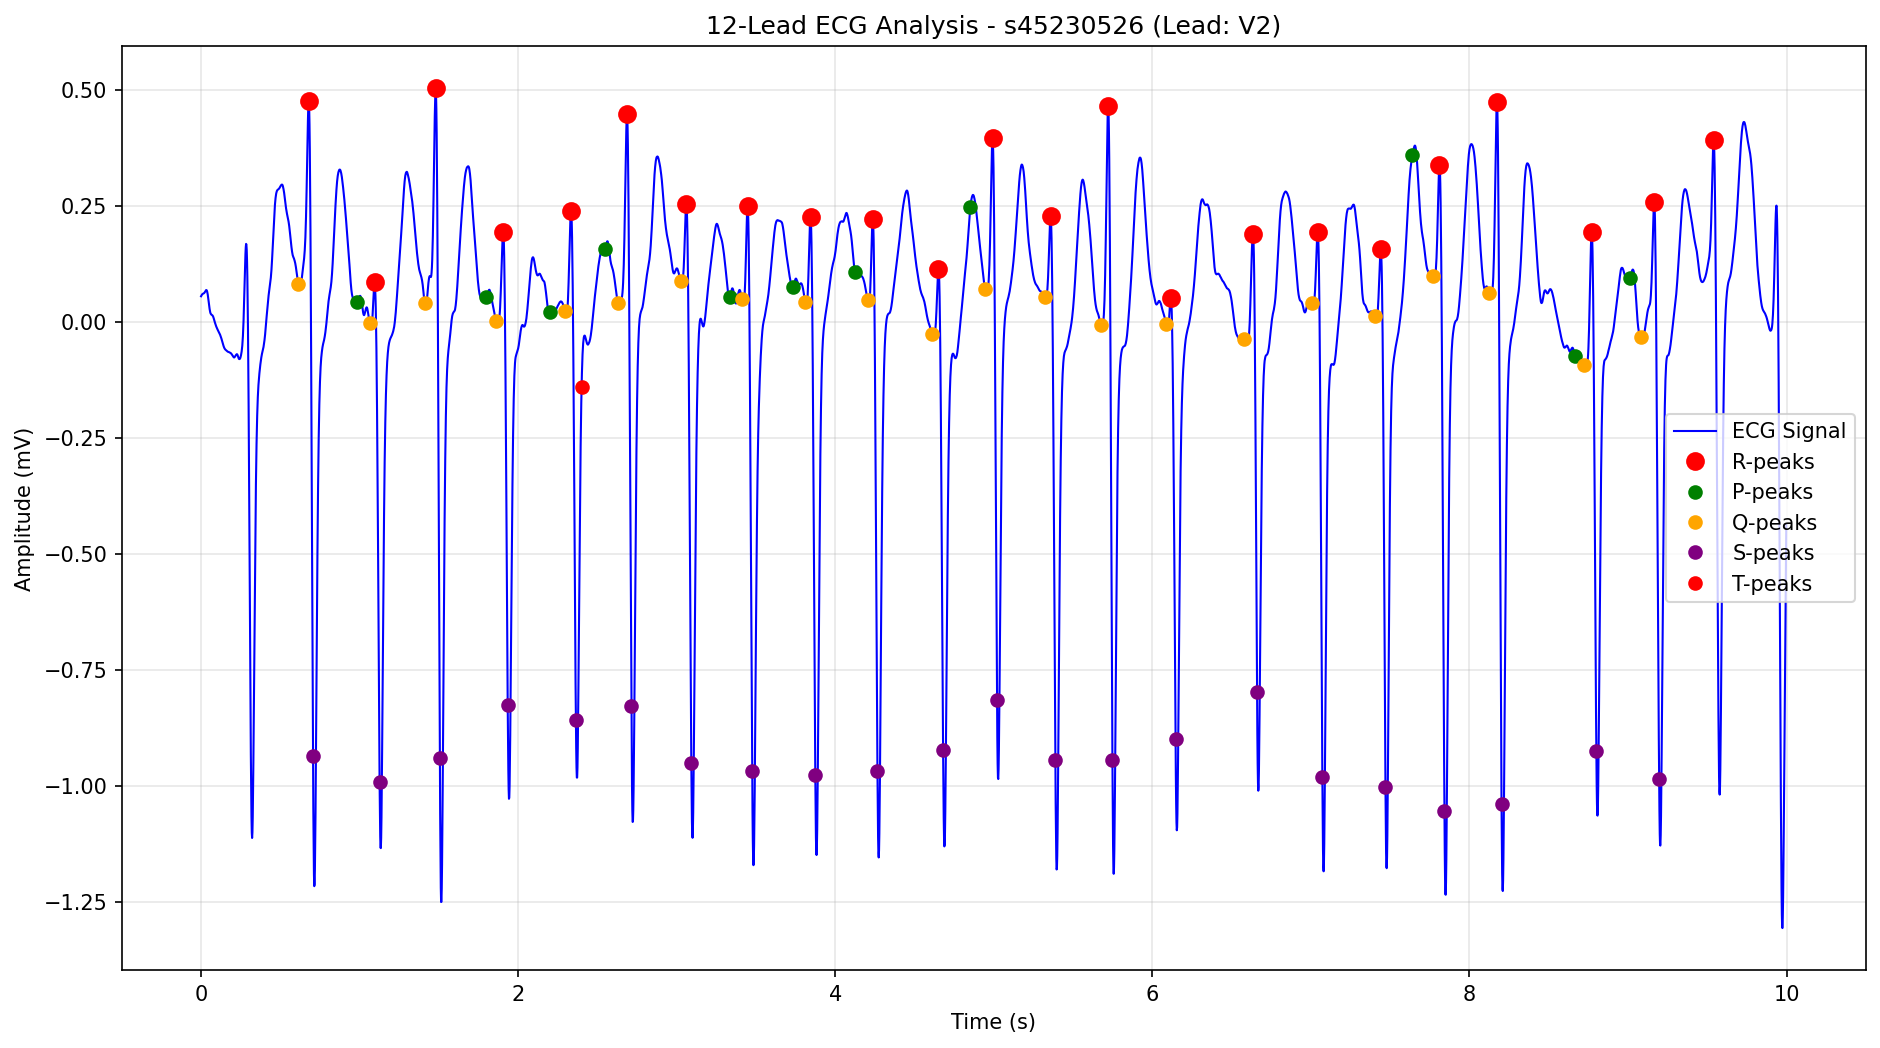 12-Lead ECG Analysis - s45230526 (Lead: V2)
Amplitude (mV)
0.50
0.25
0.00
−0.25
−0.50
−0.75
−1.00
−1.25
ECG Signal
R-peaks
P-peaks
Q-peaks
S-peaks
T-peaks
0 2 4 6 8 10
Time (s)